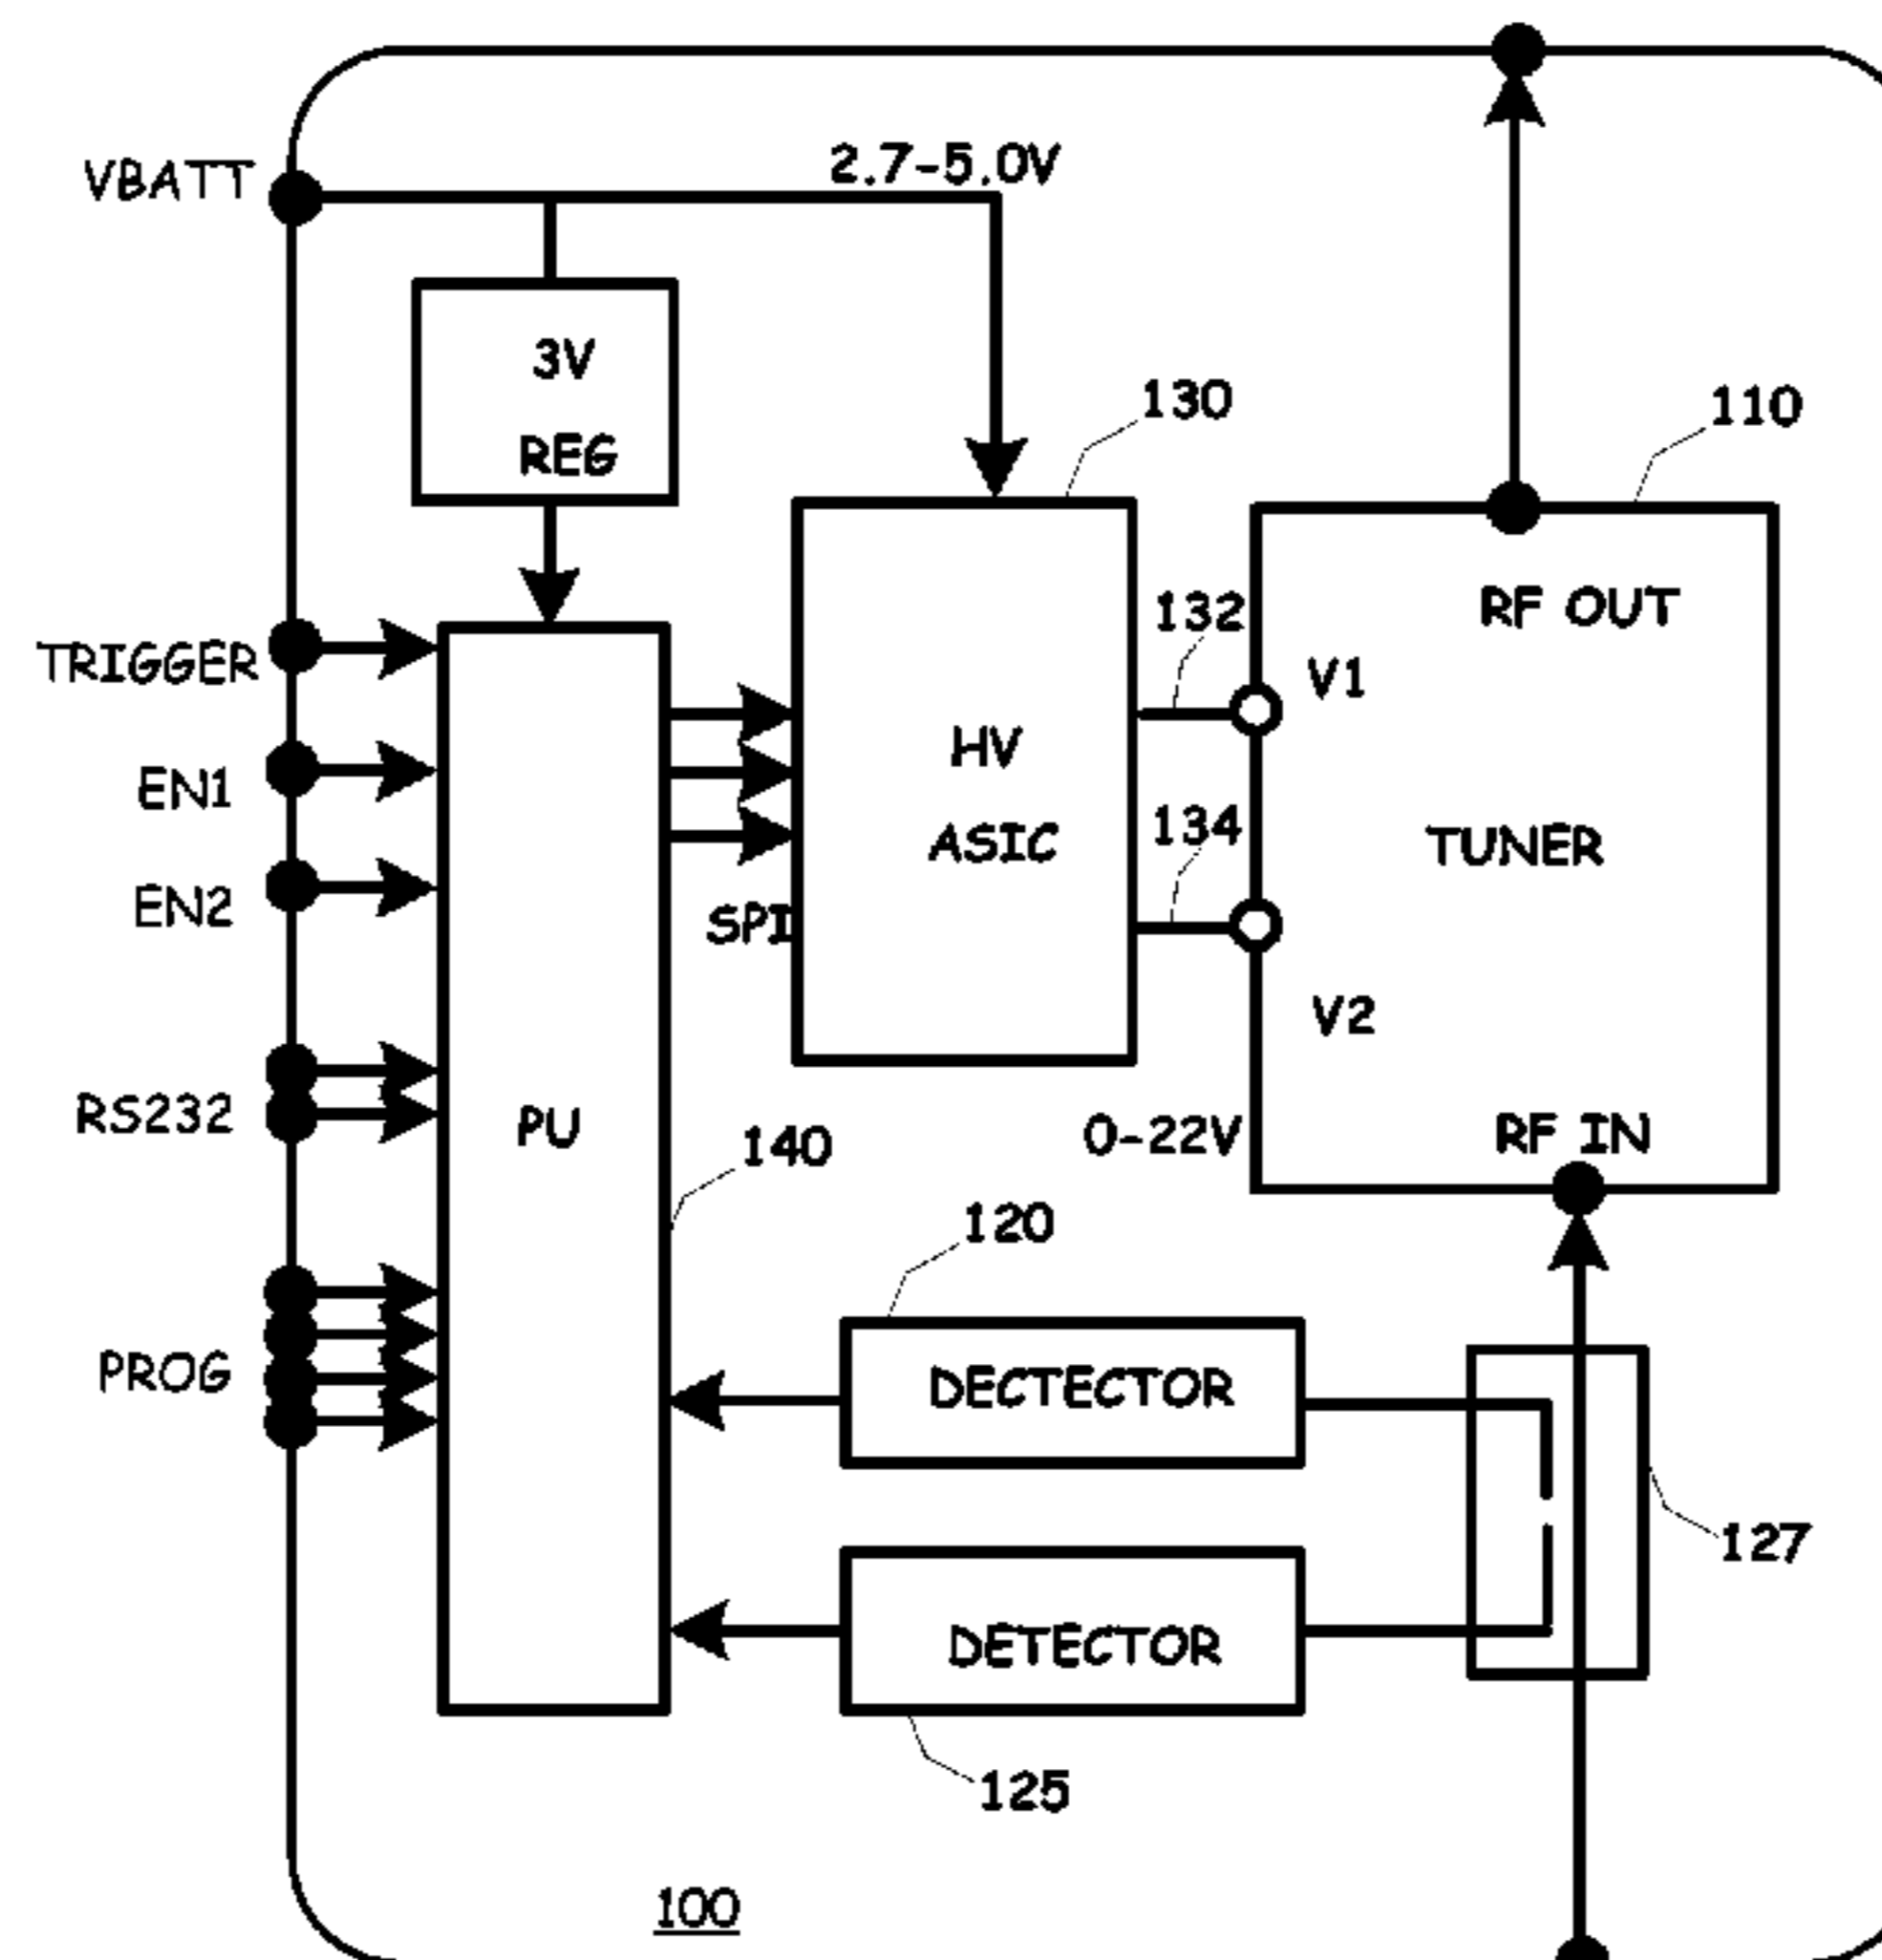 VBATT
2.7-5.0V
3V
REG
130
110
132
RF OUT
TRIGGER
V1
HV
EN1
134
ASIC
TUNER
EN2
SPI
V2
RS232
PU
140
0-22V
RF IN
120
PROG
DECTECTOR
127
DETECTOR
125
100